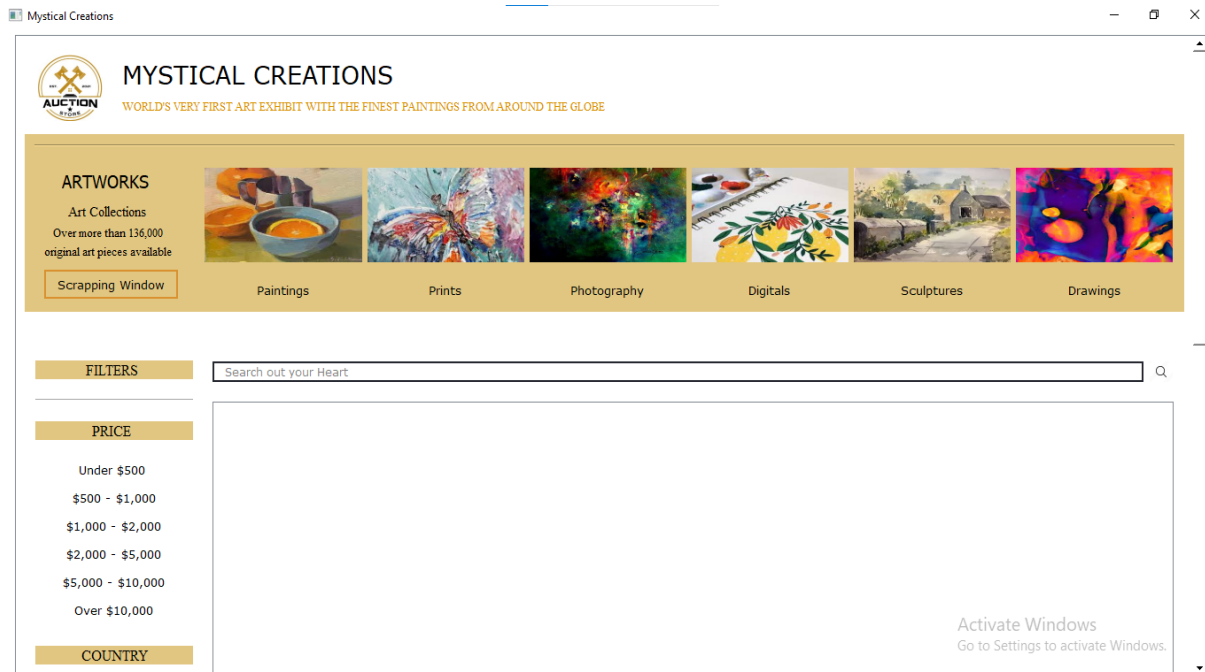 Mystical Creations
MYSTICAL CREATIONS
WORLD'S VERY FIRST ART EXHIBIT WITH THE FINEST PAINTINGS FROM AROUND THE GLOBE
AUCTION
STORE
ARTWORKS
Art Collections
Over more than 136,000
original art pieces available
Scrapping Window
Paintings
Prints
Photography
Digitals
Sculptures
Drawings
FILTERS
Search out your Heart
PRICE
Under $500
$500 - $1,000
$1,000 - $2,000
$2,000 - $5,000
$5,000 - $10,000
Over $10,000
COUNTRY
Activate Windows
Go to Settings to activate Windows.